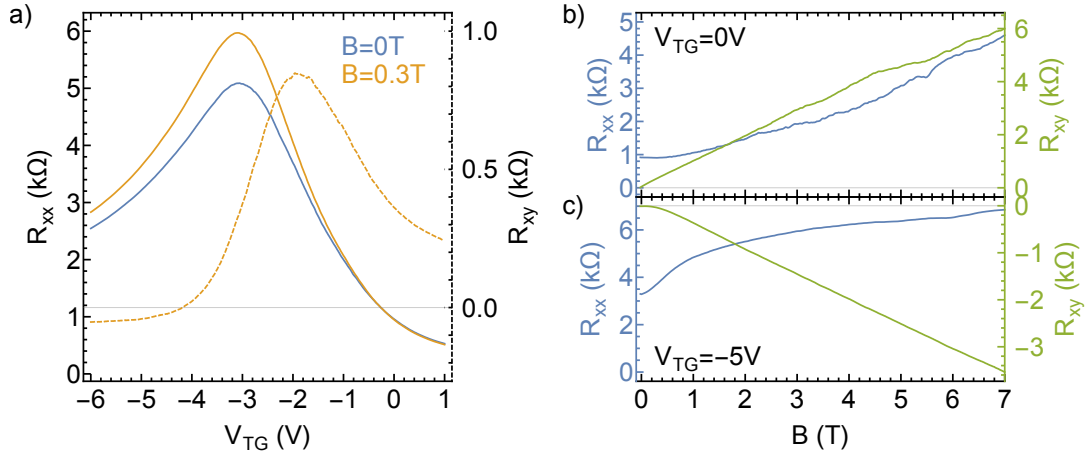 a)
6
5
4
3
2
1
0
R_xx (kΩ)
B=0T
B=0.3T
1.0
0.5
0.0
R_xy (kΩ)
−6 −5 −4 −3 −2 −1 0 1
V_TG (V)
b)
V_TG=0V
5
4
3
2
1
0
R_xx (kΩ)
6
4
2
0
R_xy (kΩ)
c)
6
4
2
0
R_xx (kΩ)
V_TG=−5V
0
−1
−2
−3
R_xy (kΩ)
0 1 2 3 4 5 6 7
B (T)